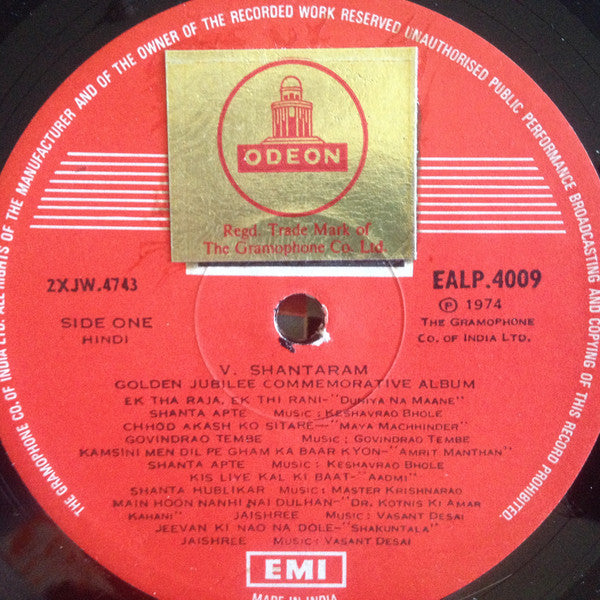 THE GRAMOPHONE CO. OF INDIA LTD. ALL RIGHTS OF THE MANUFACTURER AND OF THE OWNER OF THE RECORDED WORK RESERVED UNAUTHORISED PUBLIC PERFORMANCE BROADCASTING AND COPYING OF THIS RECORD PROHIBITED.
ODEON
Regd. Trade Mark of
The Gramophone Co. Ltd
2XJW.4743
EALP.4009
SIDE ONE
HINDI
℗ 1974
THE GRAMOPHONE
CO. OF INDIA LTD.
V. SHANTARAM
GOLDEN JUBILEE COMMEMORATIVE ALBUM
EK THA RAJA, EK THI RANI-"DUNIYA NA MAANE"
SHANTA APTE MUSIC: KESHAVRAO BHOLE
CHHOD AKASH KO SITARE-"MAYA MACHHINDER"
GOVINDRAO TEMBE MUSIC: GOVINDRAO TEMBE
KAMSINI MEN DIL PE GHAM KA BAAR KYON-"AMRIT MANTHAN"
SHANTA APTE MUSIC: KESHAVRAO BHOLE
KIS LIYE KAL KI BAAT-"AADMI"
SHANTA HUBLIKAR MUSIC: MASTER KRISHNARAO
MAIN HOON NANHI NAI DULHAN-"DR. KOTNIS KI AMAR
KAHANI" JAISHREE MUSIC: VASANT DESAI
JEEVAN KI NAO NA DOLE-"SHAKUNTALA"
JAISHREE MUSIC: VASANT DESAI
EMI
MADE IN INDIA